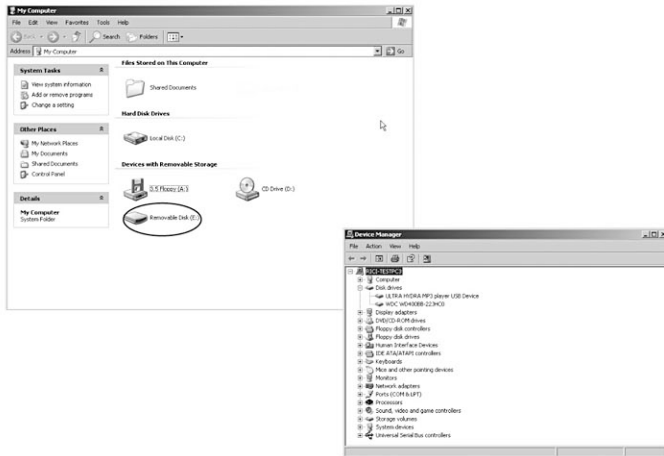 My Computer
File Edit View Favorites Tools Help
Back Search Folders
Address My Computer Go
System Tasks
View system information
Add or remove programs
Change a setting
Other Places
My Network Places
My Documents
Shared Documents
Control Panel
Details
My Computer
System Folder
Files Stored on This Computer
Shared Documents
Hard Disk Drives
Local Disk (C:)
Devices with Removable Storage
3.5 Floppy (A:)
CD Drive (D:)
Removable Disk (E:)
Device Manager
File Action View Help
RICI-TESTPC3
Computer
Disk drives
ULTRA HYDRA MP3 player USB Device
Display adapters
DVD/CD-ROM drives
Floppy disk controllers
Floppy disk drives
Human Interface Devices
IDE ATA/ATAPI controllers
Keyboards
Mice and other pointing devices
Monitors
Network adapters
Ports (COM & LPT)
Processors
Sound, video and game controllers
Storage volumes
System devices
Universal Serial Bus controllers